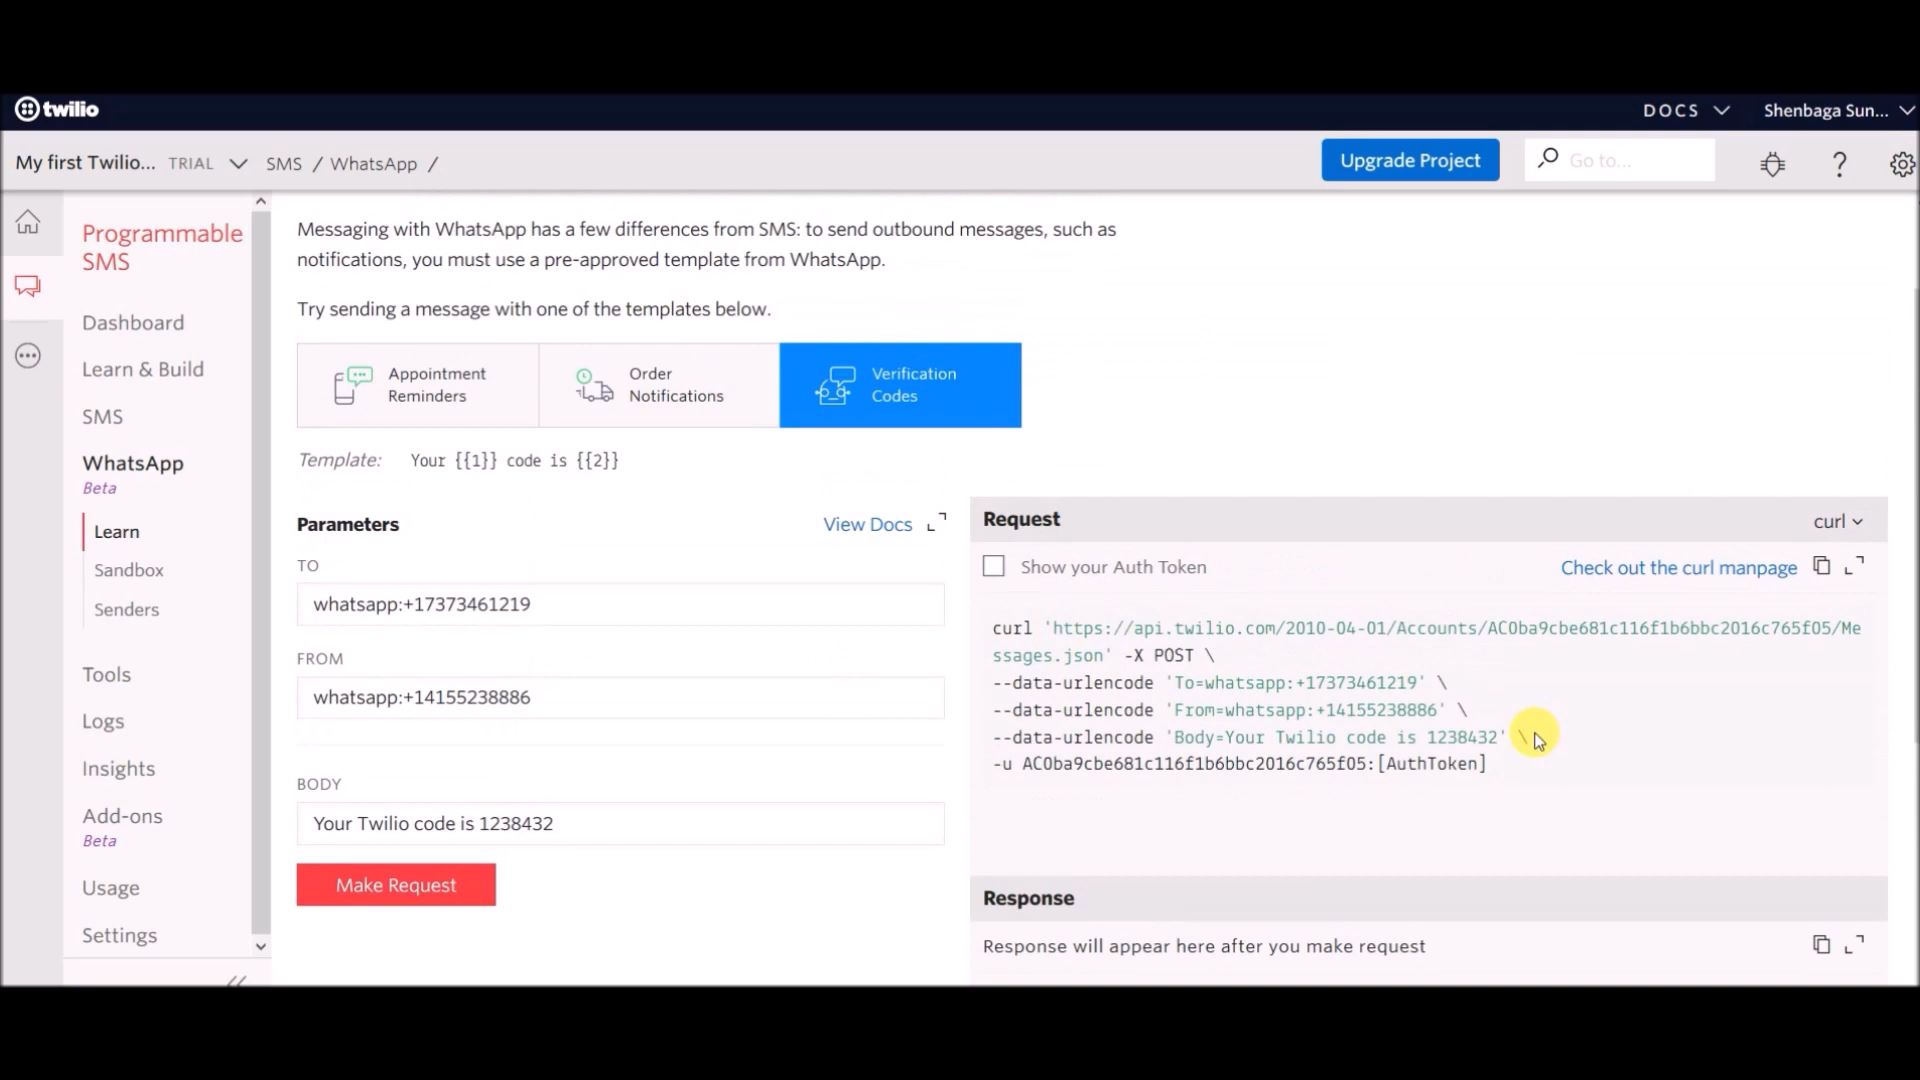 twilio
DOCS
Shenbaga Sun...
My first Twilio... TRIAL
SMS / WhatsApp /
Upgrade Project
Go to...
Programmable
SMS
Dashboard
Learn & Build
SMS
WhatsApp
Beta
Learn
Sandbox
Senders
Tools
Logs
Insights
Add-ons
Beta
Usage
Settings
Messaging with WhatsApp has a few differences from SMS: to send outbound messages, such as
notifications, you must use a pre-approved template from WhatsApp.
Try sending a message with one of the templates below.
Appointment
Reminders
Order
Notifications
Verification
Codes
Template: Your {{1}} code is {{2}}
Parameters
View Docs
TO
whatsapp:+17373461219
FROM
whatsapp:+14155238886
BODY
Your Twilio code is 1238432
Make Request
Request
curl
Show your Auth Token
Check out the curl manpage
curl 'https://api.twilio.com/2010-04-01/Accounts/AC0ba9cbe681c116f1b6bbc2016c765f05/Me
ssages.json' -X POST \
--data-urlencode 'To=whatsapp:+17373461219' \
--data-urlencode 'From=whatsapp:+14155238886' \
--data-urlencode 'Body=Your Twilio code is 1238432' \
-u AC0ba9cbe681c116f1b6bbc2016c765f05:[AuthToken]
Response
Response will appear here after you make request